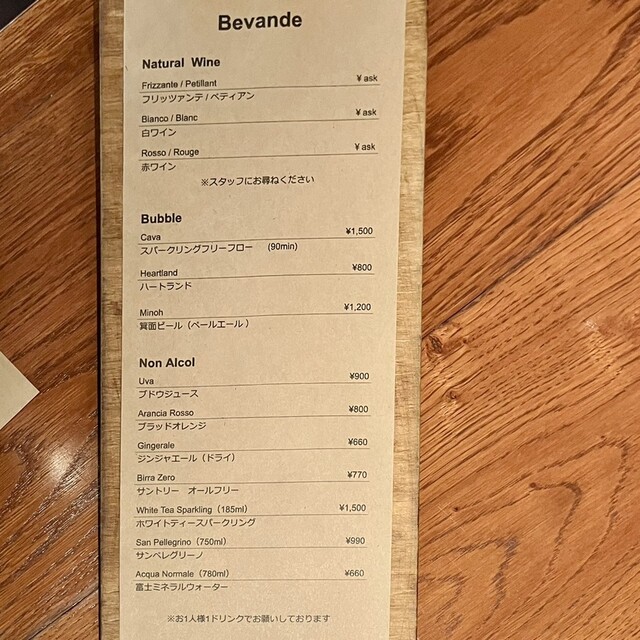 Bevande
Natural Wine
Frizzante / Petillant ¥ ask
フリッツァンテ / ペティアン
Bianco / Blanc ¥ ask
白ワイン
Rosso / Rouge ¥ ask
赤ワイン
※スタッフにお尋ねください
Bubble
Cava ¥1,500
スパークリングフリーフロー (90min)
Heartland ¥800
ハートランド
Minoh ¥1,200
箕面ビール（ペールエール）
Non Alcol
Uva ¥900
ブドウジュース
Arancia Rosso ¥800
ブラッドオレンジ
Gingerale ¥660
ジンジャエール（ドライ）
Birra Zero ¥770
サントリー　オールフリー
White Tea Sparkling（185ml） ¥1,500
ホワイトティースパークリング
San Pellegrino（750ml） ¥990
サンペレグリーノ
Acqua Normale（780ml） ¥660
富士ミネラルウォーター
※お1人様1ドリンクでお願いしております